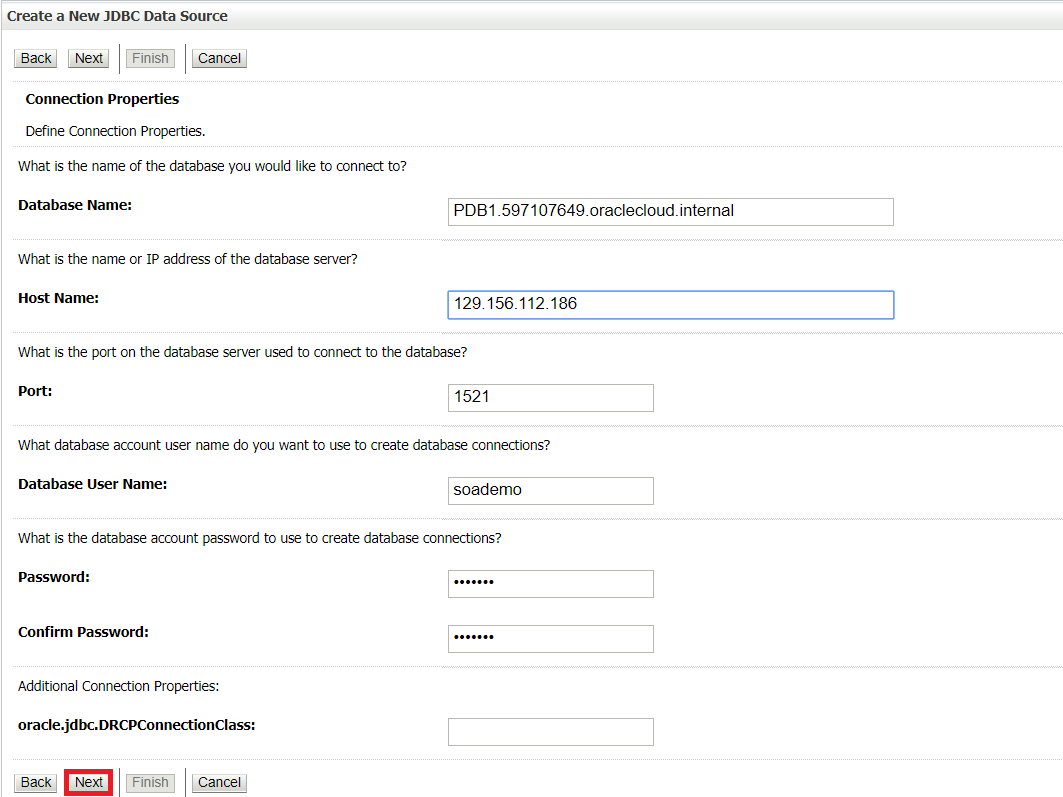 Create a New JDBC Data Source
Back Next Finish Cancel
Connection Properties
Define Connection Properties.
What is the name of the database you would like to connect to?
Database Name: PDB1.597107649.oraclecloud.internal
What is the name or IP address of the database server?
Host Name: 129.156.112.186
What is the port on the database server used to connect to the database?
Port: 1521
What database account user name do you want to use to create database connections?
Database User Name: soademo
What is the database account password to use to create database connections?
Password: •••••••
Confirm Password: •••••••
Additional Connection Properties:
oracle.jdbc.DRCPConnectionClass:
Back Next Finish Cancel